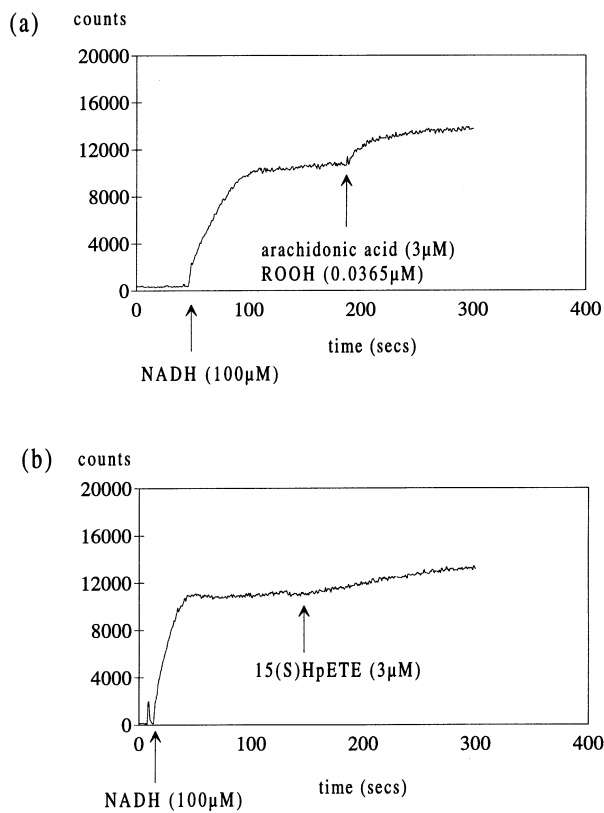 (a)
counts
20000
16000
12000
8000
4000
0
0 100 200 300 400
arachidonic acid (3µM)
ROOH (0.0365µM)
time (secs)
NADH (100µM)
(b)
counts
20000
16000
12000
8000
4000
0
0 100 200 300 400
15(S)HpETE (3µM)
time (secs)
NADH (100µM)